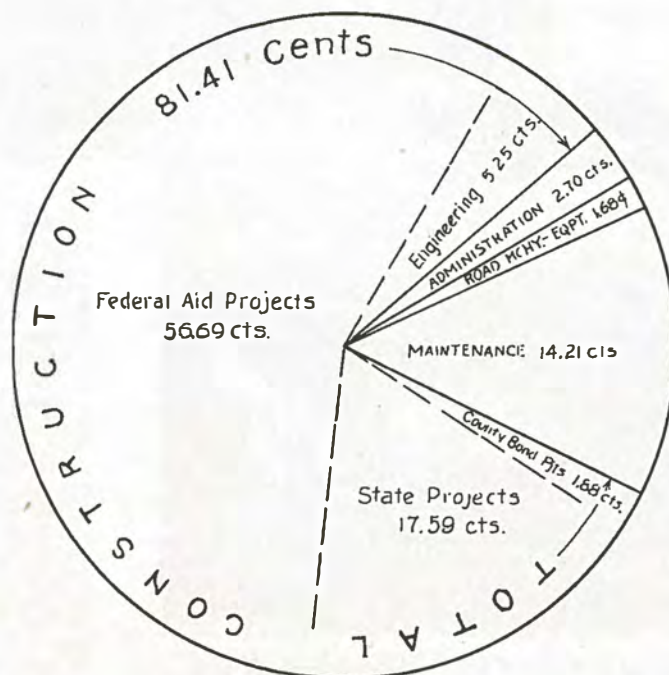 TOTAL CONSTRUCTION 81.41 Cents
Engineering 5.25 cts.
ADMINISTRATION 2.70 cts.
ROAD MCHY.- EQPT. 1.68¢
Federal Aid Projects
56.69 cts.
MAINTENANCE 14.21 cts
County Bond Pjts 1.88 cts.
State Projects
17.59 cts.